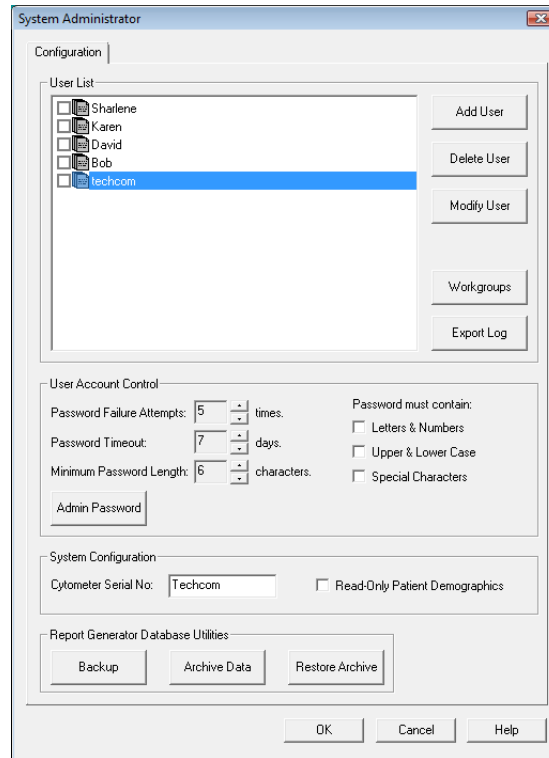 System Administrator
Configuration
User List
Sharlene
Karen
David
Bob
techcom
Add User
Delete User
Modify User
Workgroups
Export Log
User Account Control
Password Failure Attempts: 5 times.
Password Timeout: 7 days.
Minimum Password Length: 6 characters.
Admin Password
Password must contain:
Letters & Numbers
Upper & Lower Case
Special Characters
System Configuration
Cytometer Serial No: Techcom
Read-Only Patient Demographics
Report Generator Database Utilities
Backup
Archive Data
Restore Archive
OK
Cancel
Help